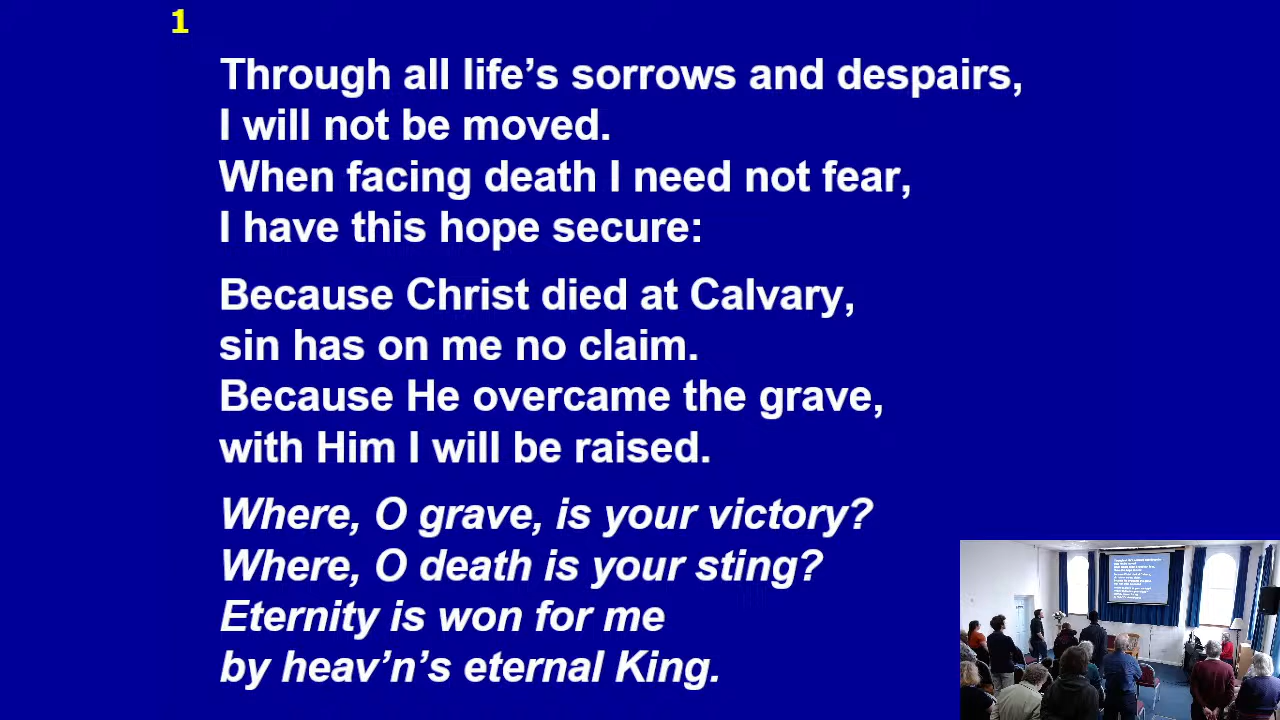 1
Through all life’s sorrows and despairs,
I will not be moved.
When facing death I need not fear,
I have this hope secure:
Because Christ died at Calvary,
sin has on me no claim.
Because He overcame the grave,
with Him I will be raised.
Where, O grave, is your victory?
Where, O death is your sting?
Eternity is won for me
by heav’n’s eternal King.